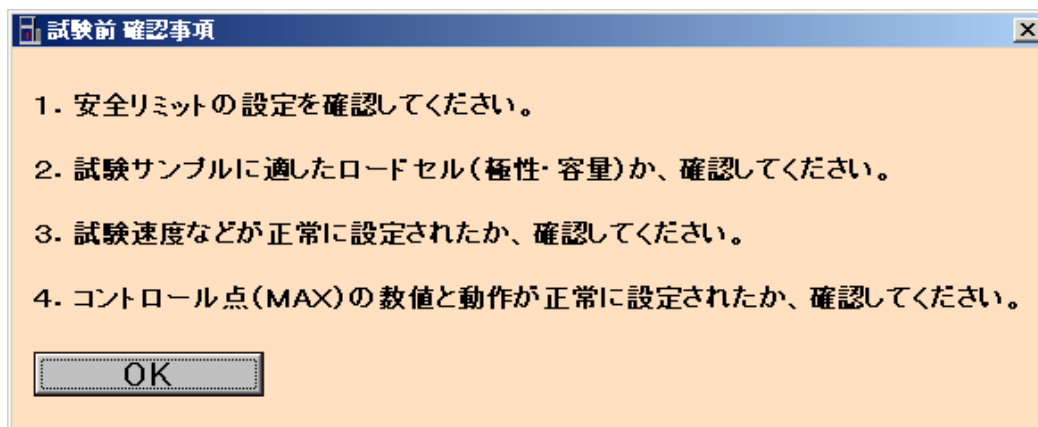 試験前 確認事項
1. 安全リミットの設定を確認してください。
2. 試験サンプルに適したロードセル(極性・容量)か、確認してください。
3. 試験速度などが正常に設定されたか、確認してください。
4. コントロール点(MAX)の数値と動作が正常に設定されたか、確認してください。
OK